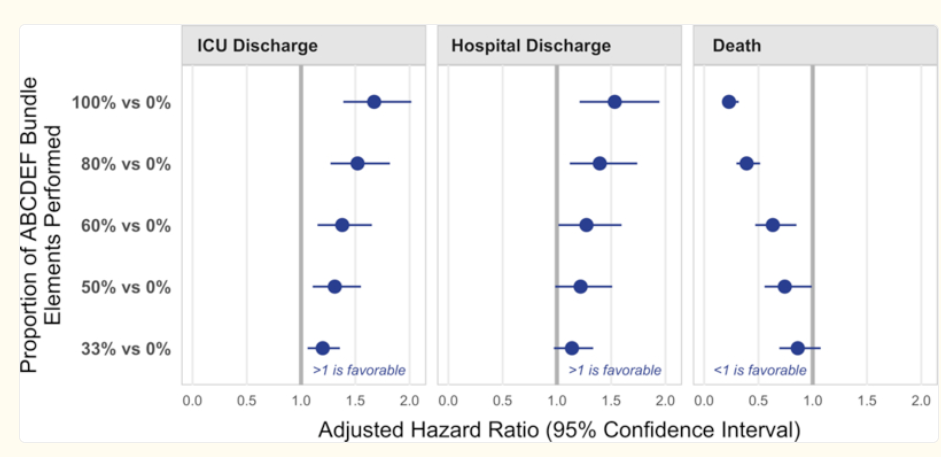 ICU Discharge
Hospital Discharge
Death
Proportion of ABCDEF Bundle
Elements Performed
100% vs 0%
80% vs 0%
60% vs 0%
50% vs 0%
33% vs 0%
>1 is favorable
>1 is favorable
<1 is favorable
0.0 0.5 1.0 1.5 2.0 0.0 0.5 1.0 1.5 2.0 0.0 0.5 1.0 1.5 2.0
Adjusted Hazard Ratio (95% Confidence Interval)